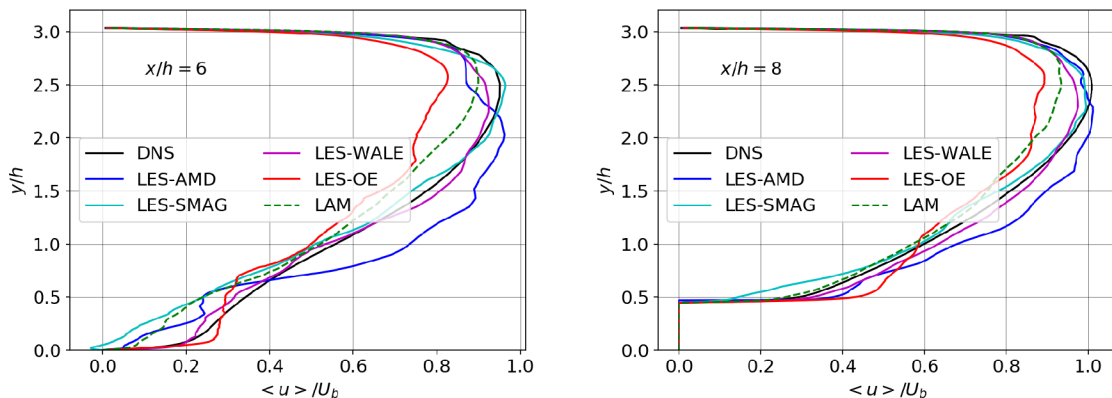 3.0
2.5
2.0
1.5
1.0
0.5
0.0
y/h
x/h = 6
DNS
LES-AMD
LES-SMAG
LES-WALE
LES-OE
LAM
0.0 0.2 0.4 0.6 0.8 1.0
< u > /U_b
3.0
2.5
2.0
1.5
1.0
0.5
0.0
y/h
x/h = 8
DNS
LES-AMD
LES-SMAG
LES-WALE
LES-OE
LAM
0.0 0.2 0.4 0.6 0.8 1.0
< u > /U_b